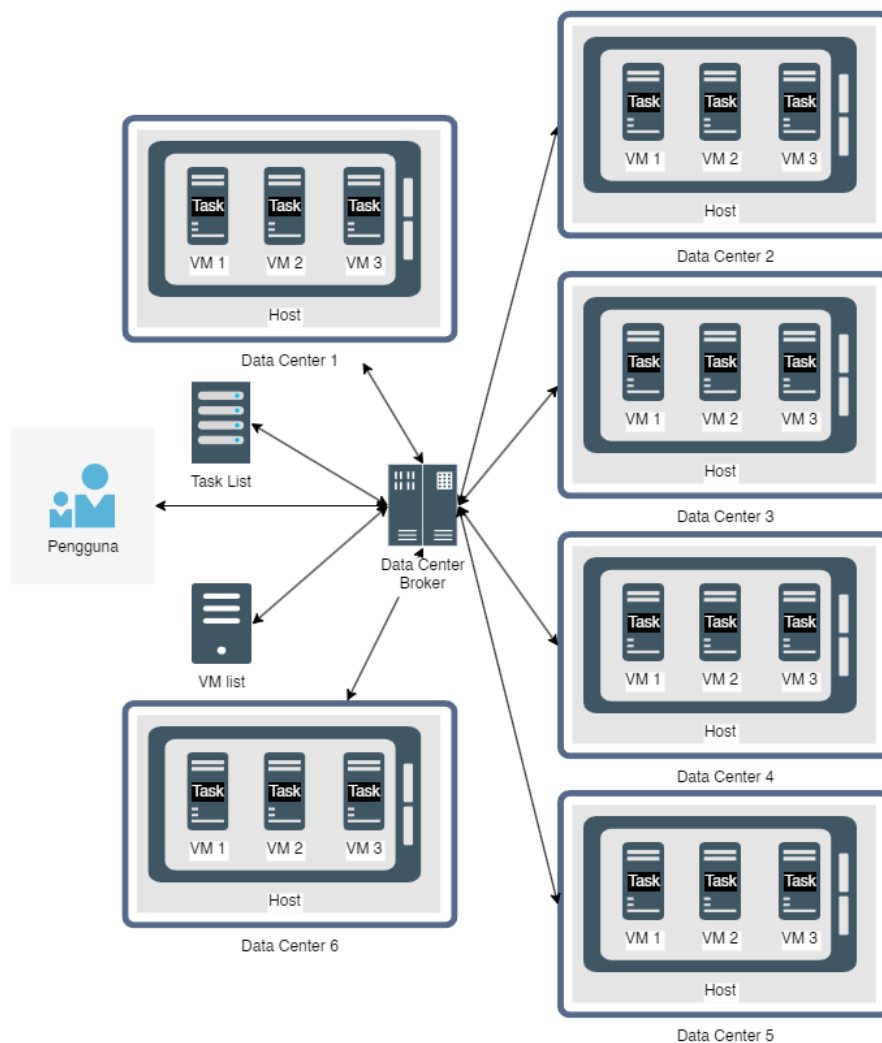 Task Task Task
VM 1 VM 2 VM 3
Host
Data Center 2
Task Task Task
VM 1 VM 2 VM 3
Host
Data Center 1
Task Task Task
VM 1 VM 2 VM 3
Host
Data Center 3
Task List
Pengguna
Data Center
Broker
VM list
Task Task Task
VM 1 VM 2 VM 3
Host
Data Center 4
Task Task Task
VM 1 VM 2 VM 3
Host
Data Center 6
Task Task Task
VM 1 VM 2 VM 3
Host
Data Center 5